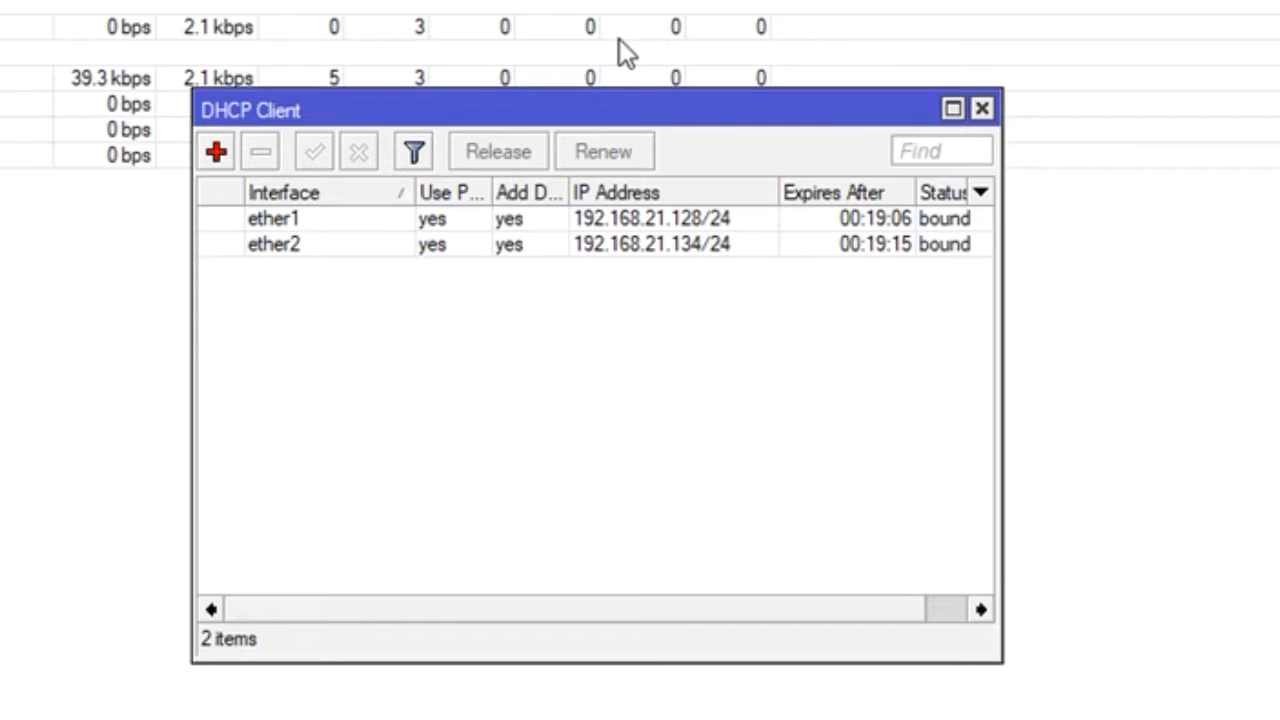 0 bps 2.1 kbps 0 3 0 0 0 0
39.3 kbps 2.1 kbps 5 3 0 0 0 0
0 bps
0 bps
0 bps
DHCP Client
Release Renew Find
Interface Use P... Add D... IP Address Expires After Status
ether1 yes yes 192.168.21.128/24 00:19:06 bound
ether2 yes yes 192.168.21.134/24 00:19:15 bound
2 items